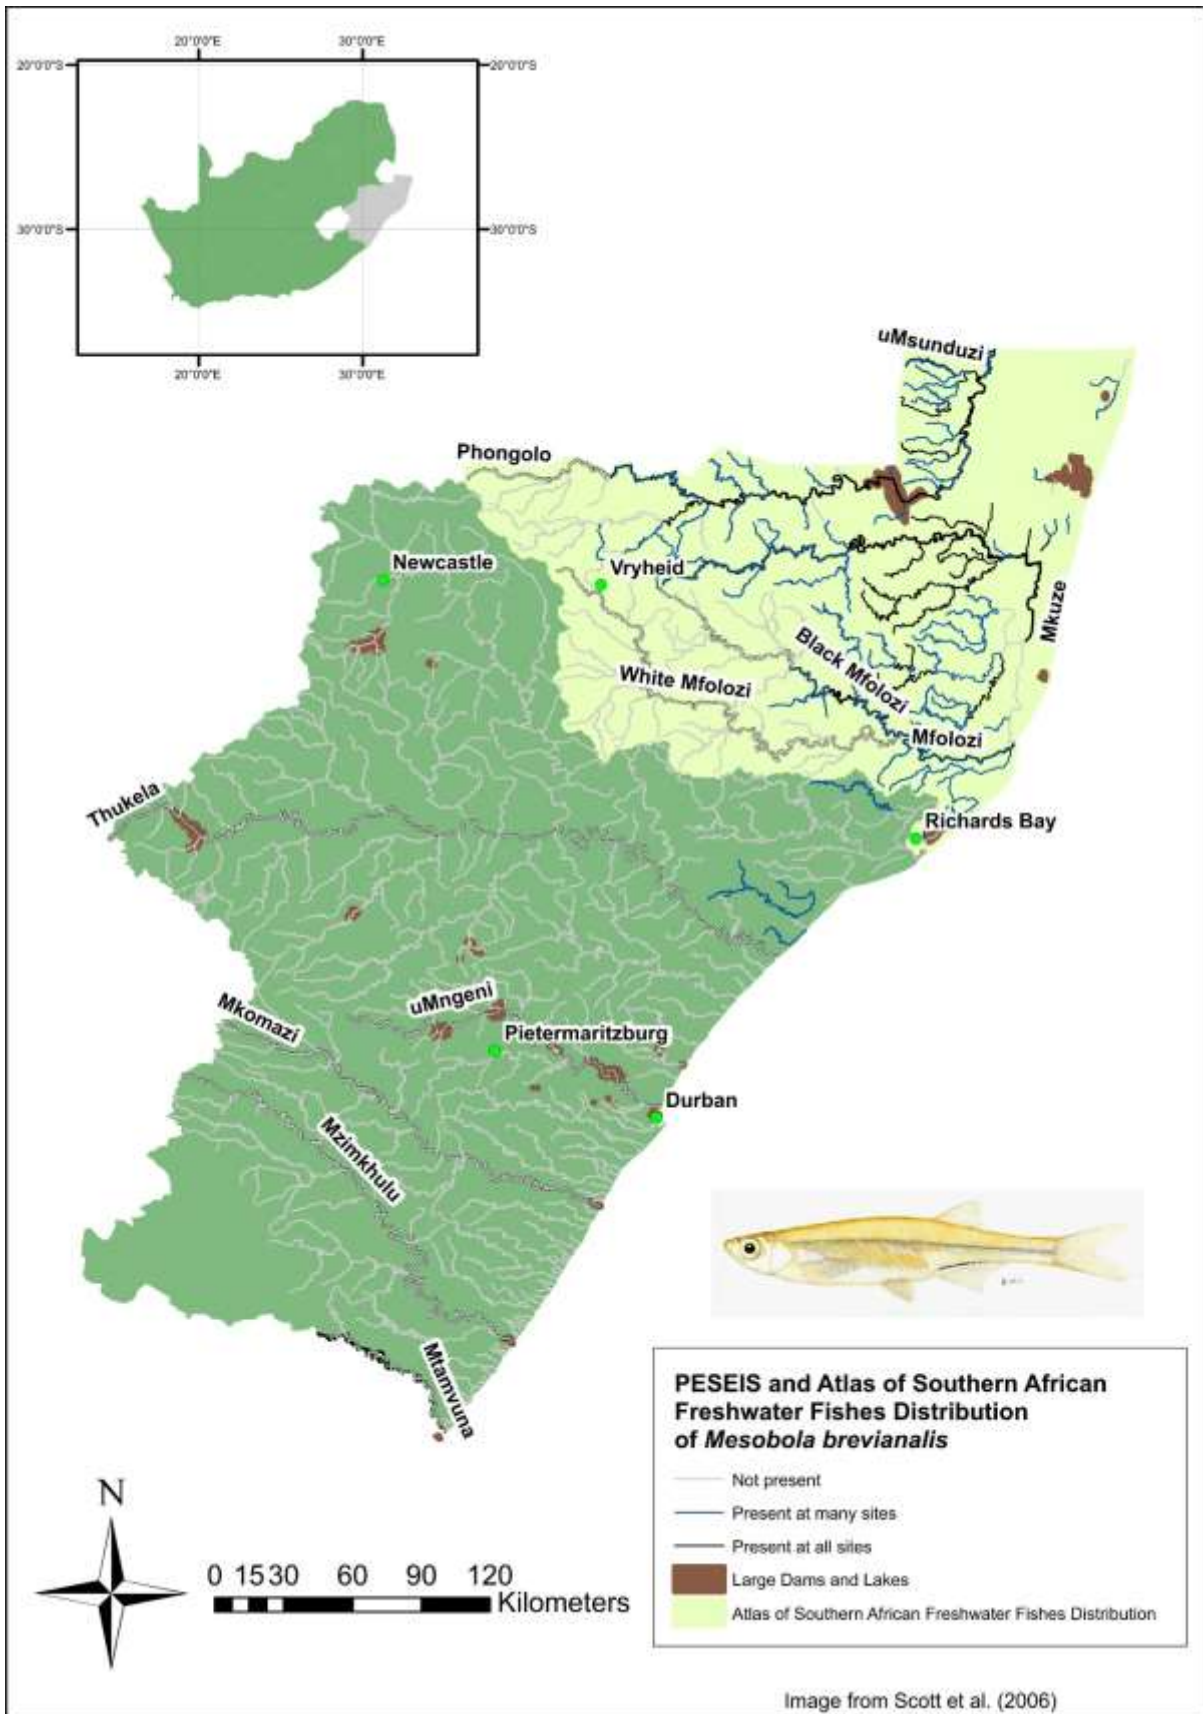 20°0'0"E 30°0'0"E
20°0'0"S 20°0'0"S
30°0'0"S 30°0'0"S
20°0'0"E 30°0'0"E
uMsunduzi
Phongolo
Newcastle
Vryheid
Mkuze
Black Mfolozi
White Mfolozi
Mfolozi
Thukela
Richards Bay
uMngeni
Mkomazi
Pietermaritzburg
Durban
Mzimkhulu
Mtamvuna
PESEIS and Atlas of Southern African
Freshwater Fishes Distribution
of Mesobola brevianalis
Not present
Present at many sites
Present at all sites
Large Dams and Lakes
Atlas of Southern African Freshwater Fishes Distribution
N
0 15 30 60 90 120
Kilometers
Image from Scott et al. (2006)